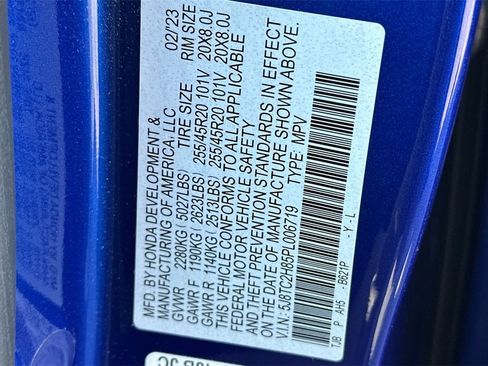 MFD. BY HONDA DEVELOPMENT & 02/23
MANUFACTURING OF AMERICA, LLC
TIRE SIZE RIM SIZE
GVWR 2280KG( 5027LBS)
GAWR F 1190KG( 2623LBS) 255/45R20 101V 20X8.0J
GAWR R 1140KG( 2513LBS) 255/45R20 101V 20X8.0J
THIS VEHICLE CONFORMS TO ALL APPLICABLE
FEDERAL MOTOR VEHICLE SAFETY
AND THEFT PREVENTION STANDARDS IN EFFECT
ON THE DATE OF MANUFACTURE SHOWN ABOVE.
V.I.N: 5J8TC2H65PL006719 TYPE: MPV
TJB P AH5 -B621P - Y - L